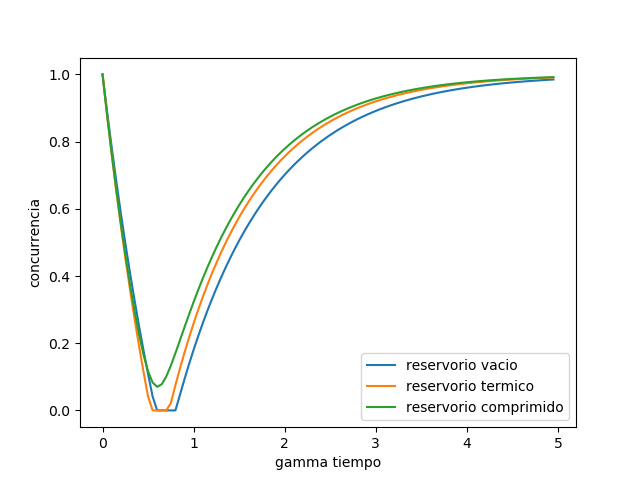 1.0
0.8
0.6
0.4
0.2
0.0
concurrencia
0
1
2
3
4
5
gamma tiempo
reservorio vacio
reservorio termico
reservorio comprimido